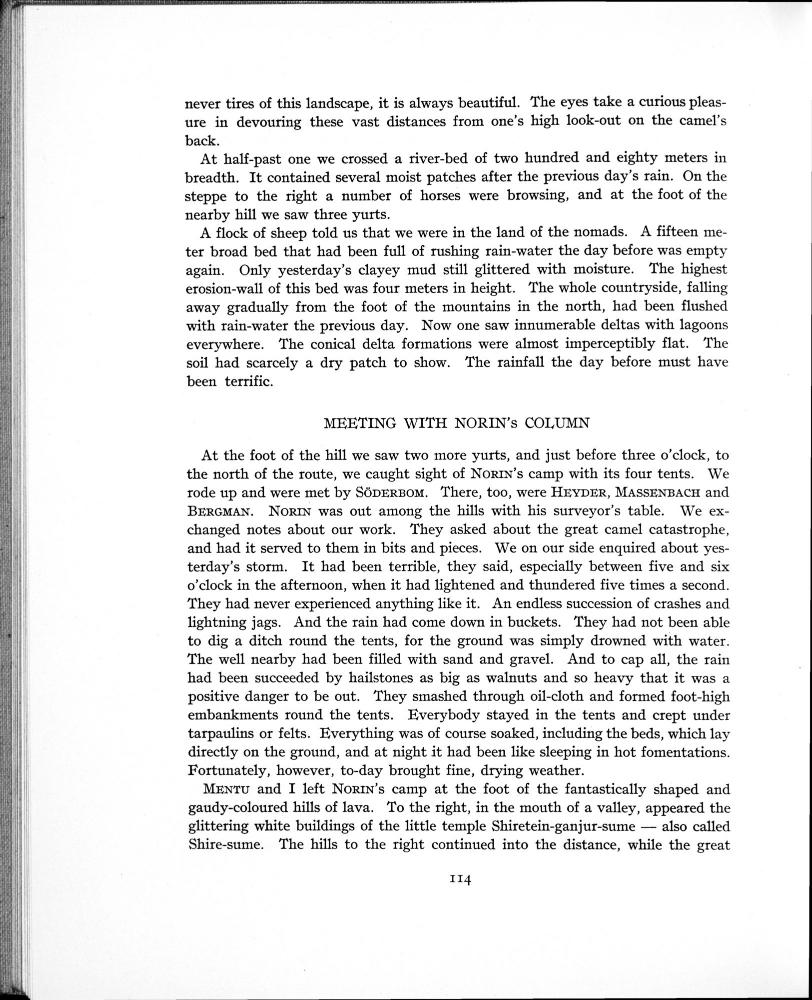 never tires of this landscape, it is always beautiful. The eyes take a curious pleas-
ure in devouring these vast distances from one's high look-out on the camel's
back.
At half-past one we crossed a river-bed of two hundred and eighty meters in
breadth. It contained several moist patches after the previous day's rain. On the
steppe to the right a number of horses were browsing, and at the foot of the
nearby hill we saw three yurts.
A flock of sheep told us that we were in the land of the nomads. A fifteen me-
ter broad bed that had been full of rushing rain-water the day before was empty
again. Only yesterday's clayey mud still glittered with moisture. The highest
erosion-wall of this bed was four meters in height. The whole countryside, falling
away gradually from the foot of the mountains in the north, had been flushed
with rain-water the previous day. Now one saw innumerable deltas with lagoons
everywhere. The conical delta formations were almost imperceptibly flat. The
soil had scarcely a dry patch to show. The rainfall the day before must have
been terrific.
MEETING WITH NORIN's COLUMN
At the foot of the hill we saw two more yurts, and just before three o'clock, to
the north of the route, we caught sight of NORIN's camp with its four tents. We
rode up and were met by SÖDERBOM. There, too, were HEYDER, MASSENBACH and
BERGMAN. NORIN was out among the hills with his surveyor's table. We ex-
changed notes about our work. They asked about the great camel catastrophe,
and had it served to them in bits and pieces. We on our side enquired about yes-
terday's storm. It had been terrible, they said, especially between five and six
o'clock in the afternoon, when it had lightened and thundered five times a second.
They had never experienced anything like it. An endless succession of crashes and
lightning jags. And the rain had come down in buckets. They had not been able
to dig a ditch round the tents, for the ground was simply drowned with water.
The well nearby had been filled with sand and gravel. And to cap all, the rain
had been succeeded by hailstones as big as walnuts and so heavy that it was a
positive danger to be out. They smashed through oil-cloth and formed foot-high
embankments round the tents. Everybody stayed in the tents and crept under
tarpaulins or felts. Everything was of course soaked, including the beds, which lay
directly on the ground, and at night it had been like sleeping in hot fomentations.
Fortunately, however, to-day brought fine, drying weather.
MENTU and I left NORIN's camp at the foot of the fantastically shaped and
gaudy-coloured hills of lava. To the right, in the mouth of a valley, appeared the
glittering white buildings of the little temple Shiretein-ganjur-sume — also called
Shire-sume. The hills to the right continued into the distance, while the great
114